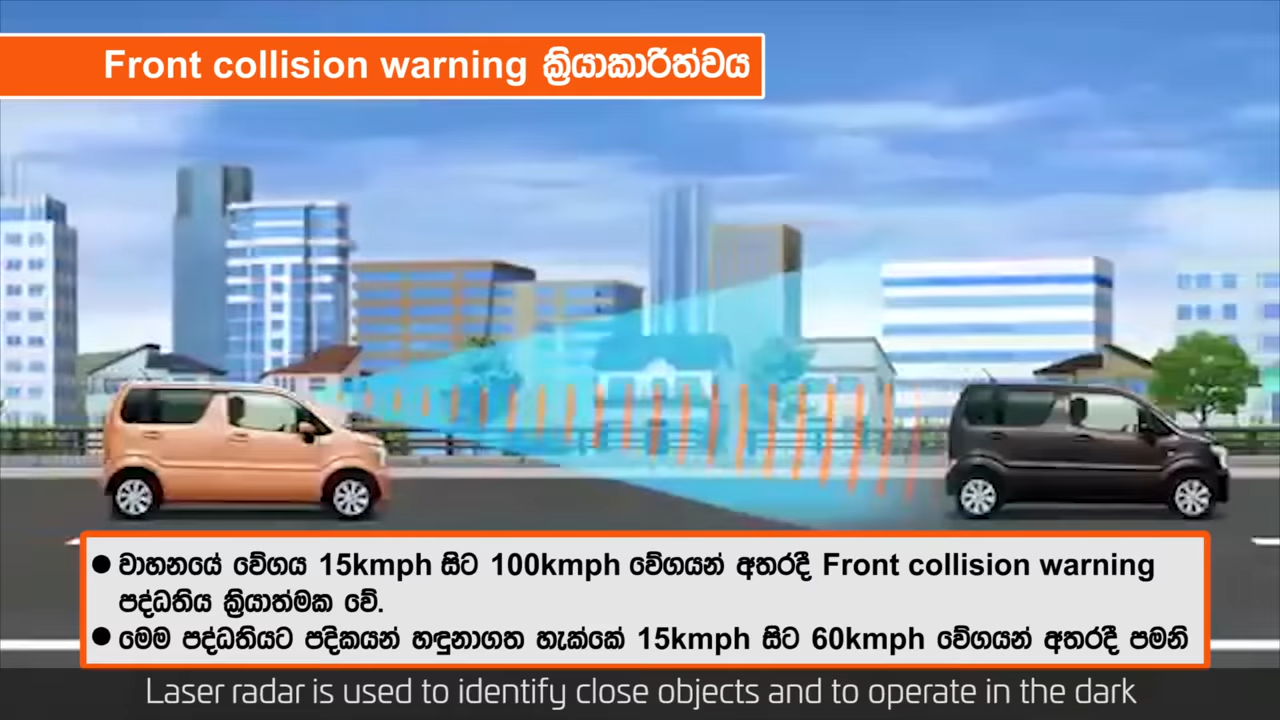 Front collision warning ක්‍රියාකාරිත්වය
● වාහනයේ වේගය 15kmph සිට 100kmph වේගයන් අතරදී Front collision warning
පද්ධතිය ක්‍රියාත්මක වේ.
● මෙම පද්ධතියට පදිකයන් හඳුනාගත හැක්කේ 15kmph සිට 60kmph වේගයන් අතරදී පමනි
Laser radar is used to identify close objects and to operate in the dark